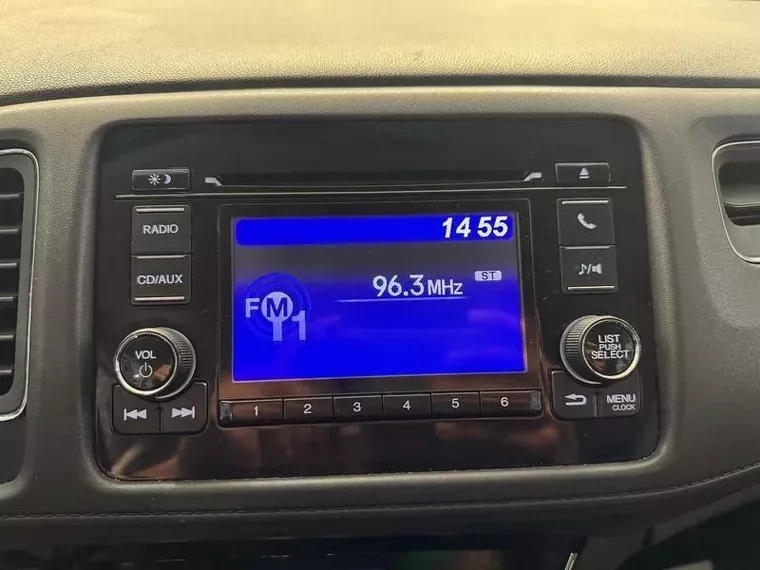 14 55
RADIO
CD/AUX
96.3 MHz
ST
FM 1
VOL
LIST
PUSH
SELECT
1 2 3 4 5 6
MENU
CLOCK